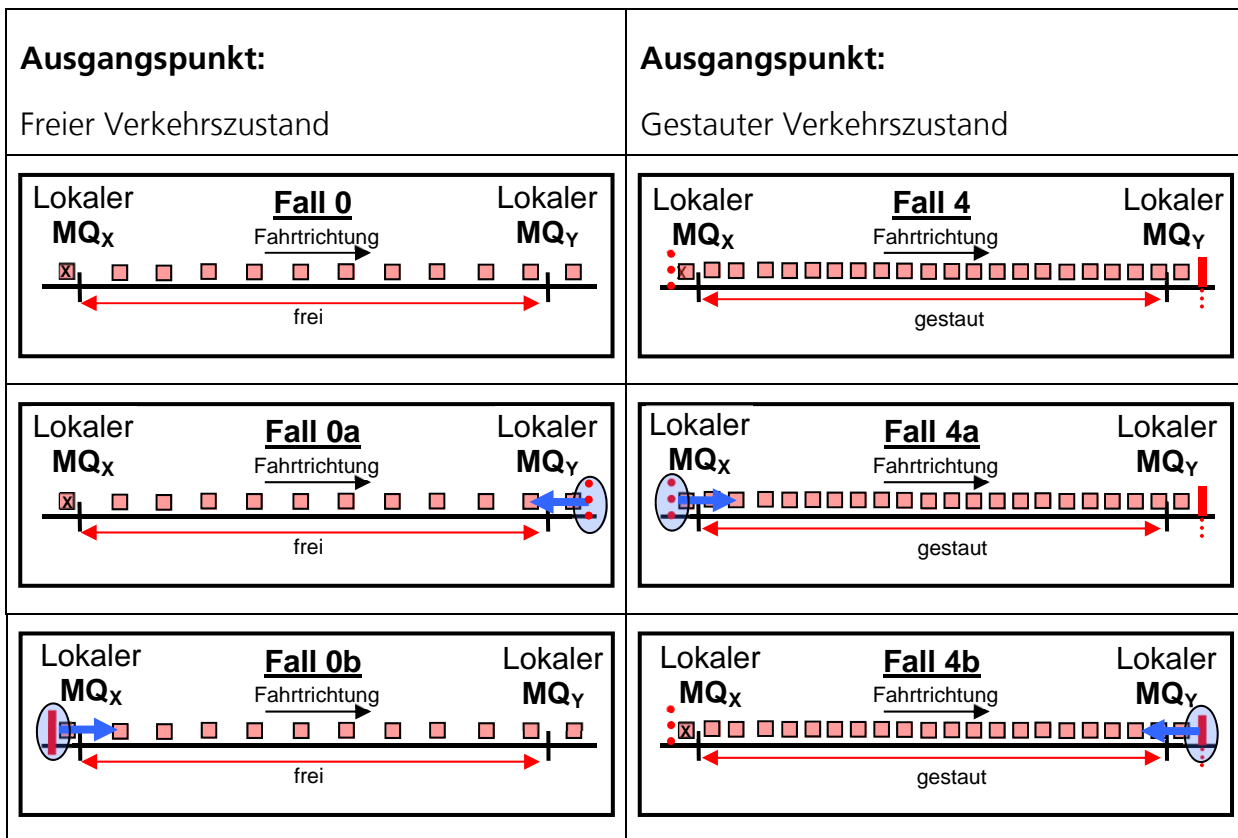 Ausgangspunkt:
Freier Verkehrszustand
Ausgangspunkt:
Gestauter Verkehrszustand
Lokaler Fall 0 Lokaler
MQX Fahrtrichtung MQY
X
frei
Lokaler Fall 4 Lokaler
MQX Fahrtrichtung MQY
X
gestaut
Lokaler Fall 0a Lokaler
MQX Fahrtrichtung MQY
X
frei
Lokaler Fall 4a Lokaler
MQX Fahrtrichtung MQY
gestaut
Lokaler Fall 0b Lokaler
MQX Fahrtrichtung MQY
frei
Lokaler Fall 4b Lokaler
MQX Fahrtrichtung MQY
X
gestaut